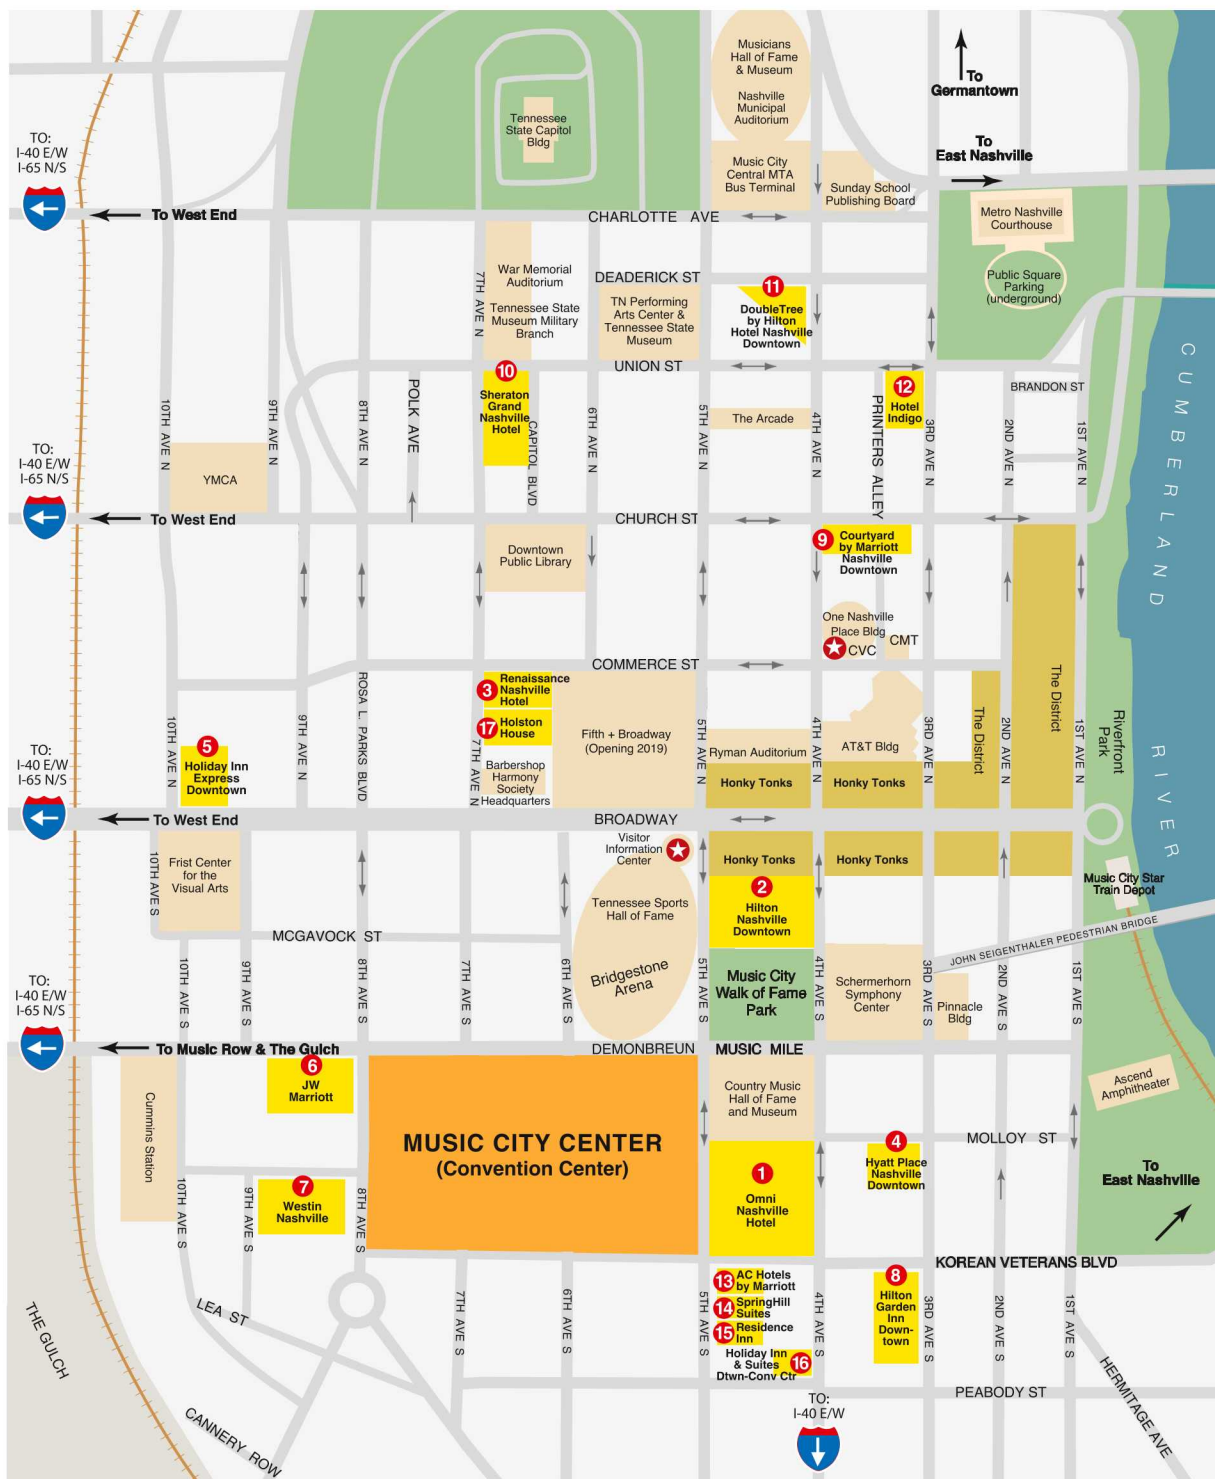 Musicians
Hall of Fame
& Museum
Nashville
Municipal
Auditorium
To
Germantown
Tennessee
State Capitol
Bldg
TO:
I-40 E/W
I-65 N/S
To
East Nashville
Music City
Central MTA
Bus Terminal
Sunday School
Publishing Board
To West End
CHARLOTTE AVE
Metro Nashville
Courthouse
War Memorial
Auditorium
Tennessee State
Museum Military
Branch
7TH AVE N
DEADERICK ST
TN Performing
Arts Center &
Tennessee State
Museum
11
DoubleTree
by Hilton
Hotel Nashville
Downtown
Public Square
Parking
(underground)
UNION ST
BRANDON ST
10TH AVE N
9TH AVE N
8TH AVE N
POLK AVE
10
Sheraton
Grand
Nashville
Hotel
CAPITOL BLVD
6TH AVE N
5TH AVE N
The Arcade
4TH AVE N
PRINTERS ALLEY
12
Hotel
Indigo
3RD AVE N
2ND AVE N
1ST AVE N
CUMBERLAND
RIVER
TO:
I-40 E/W
I-65 N/S
YMCA
To West End
CHURCH ST
Downtown
Public Library
9
Courtyard
by Marriott
Nashville
Downtown
One Nashville
Place Bldg
CVC
CMT
COMMERCE ST
10TH AVE N
5
Holiday Inn
Express
Downtown
9TH AVE N
ROSA L. PARKS BLVD
7TH AVE N
3
Renaissance
Nashville
Hotel
17
Holston
House
Barbershop
Harmony
Society
Headquarters
Fifth + Broadway
(Opening 2019)
5TH AVE N
Ryman Auditorium
4TH AVE N
AT&T Bldg
3RD AVE N
The District
2ND AVE N
The District
1ST AVE N
Riverfront
Park
Honky Tonks
Honky Tonks
TO:
I-40 E/W
I-65 N/S
To West End
BROADWAY
10TH AVE S
Frist Center
for the
Visual Arts
Visitor
Information
Center
Honky Tonks
Honky Tonks
Music City Star
Train Depot
2
Hilton
Nashville
Downtown
Tennessee Sports
Hall of Fame
MCGAVOCK ST
JOHN SEIGENTHALER PEDESTRIAN BRIDGE
10TH AVE S
9TH AVE S
8TH AVE S
7TH AVE S
6TH AVE S
Bridgestone
Arena
5TH AVE S
Music City
Walk of Fame
Park
4TH AVE S
Schermerhorn
Symphony
Center
3RD AVE S
Pinnacle
Bldg
2ND AVE S
1ST AVE S
TO:
I-40 E/W
I-65 N/S
To Music Row & The Gulch
DEMONBREUN
MUSIC MILE
6
JW
Marriott
Cummins Station
Country Music
Hall of Fame
and Museum
Ascend
Amphitheater
MUSIC CITY CENTER
(Convention Center)
MOLLOY ST
4
Hyatt Place
Nashville
Downtown
To
East Nashville
10TH AVE S
9TH AVE S
7
Westin
Nashville
8TH AVE S
1
Omni
Nashville
Hotel
KOREAN VETERANS BLVD
THE GULCH
LEA ST
7TH AVE S
6TH AVE S
5TH AVE S
13
AC Hotels
by Marriott
14
SpringHill
Suites
15
Residence
Inn
Holiday Inn
& Suites
Dtwn-Conv Ctr
16
4TH AVE S
8
Hilton
Garden
Inn
Down-
town
3RD AVE S
2ND AVE S
1ST AVE S
HERMITAGE AVE
PEABODY ST
CANNERY ROW
TO:
I-40 E/W